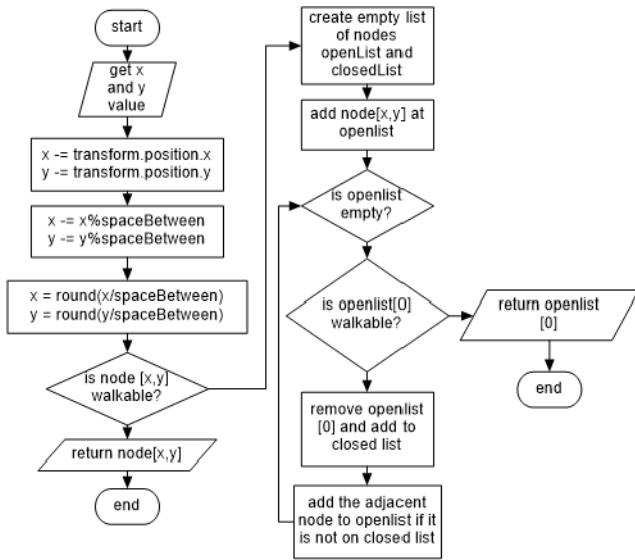 start
get x
and y
value
x -= transform.position.x
y -= transform.position.y
x -= x%spaceBetween
y -= y%spaceBetween
x = round(x/spaceBetween)
y = round(y/spaceBetween)
is node [x,y]
walkable?
return node[x,y]
end
create empty list
of nodes
openList and
closedList
add node[x,y] at
openlist
is openlist
empty?
is openlist[0]
walkable?
return openlist
[0]
end
remove openlist
[0] and add to
closed list
add the adjacent
node to openlist if it
is not on closed list